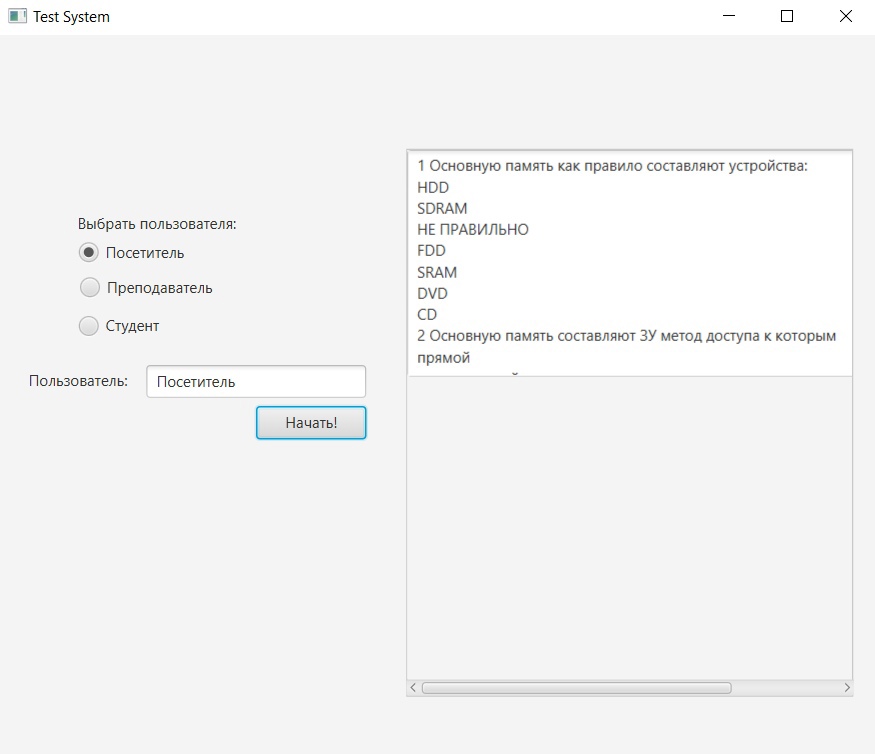 Test System
Выбрать пользователя:
Посетитель
Преподаватель
Студент
Пользователь:
Посетитель
Начать!
1 Основную память как правило составляют устройства:
HDD
SDRAM
НЕ ПРАВИЛЬНО
FDD
SRAM
DVD
CD
2 Основную память составляют ЗУ метод доступа к которым
прямой